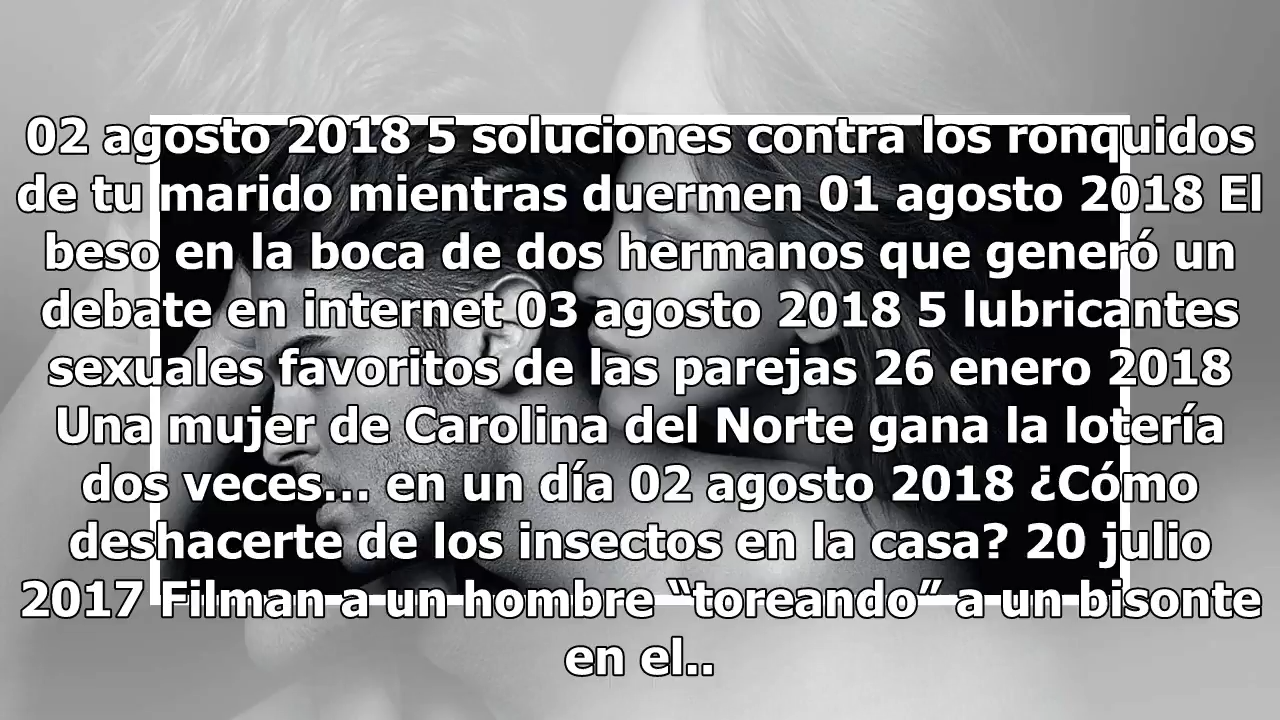 02 agosto 2018 5 soluciones contra los ronquidos
de tu marido mientras duermen 01 agosto 2018 El
beso en la boca de dos hermanos que generó un
debate en internet 03 agosto 2018 5 lubricantes
sexuales favoritos de las parejas 26 enero 2018
Una mujer de Carolina del Norte gana la lotería
dos veces... en un día 02 agosto 2018 ¿Cómo
deshacerte de los insectos en la casa? 20 julio
2017 Filman a un hombre “toreando” a un bisonte
en el..